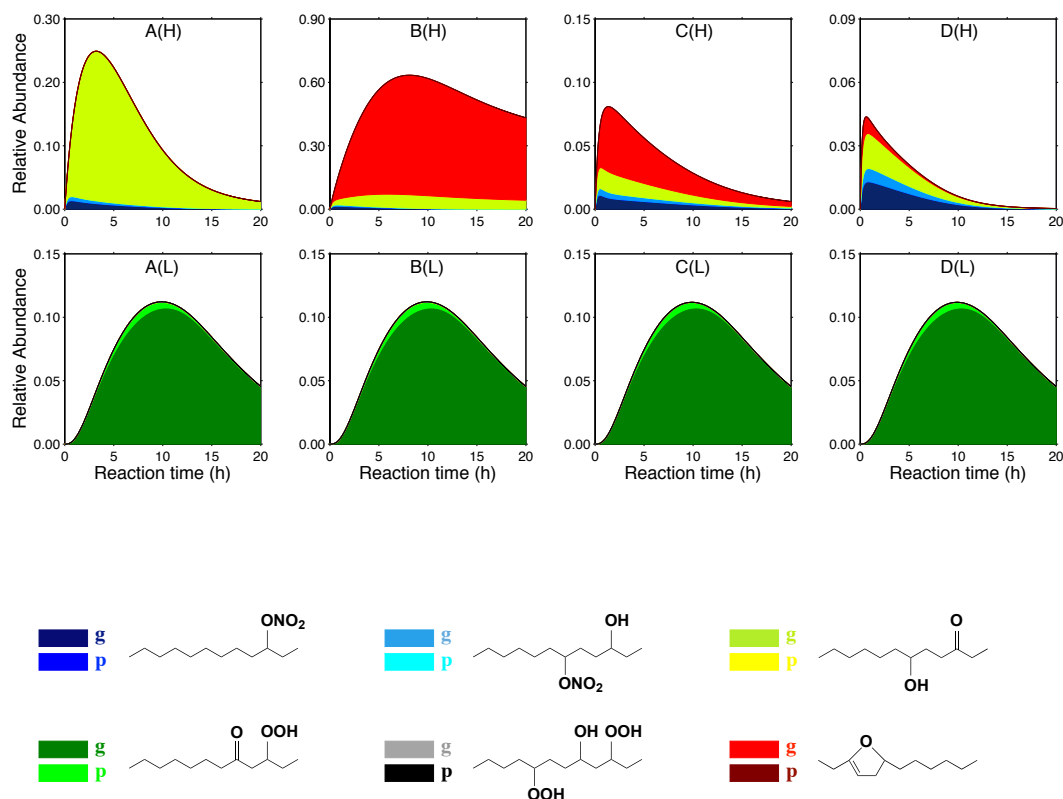 A(H) B(H) C(H) D(H)
Relative Abundance
0.30 0.90 0.15 0.09
0.20 0.60 0.10 0.06
0.10 0.30 0.05 0.03
0.00 0.00 0.00 0.00
0 5 10 15 20 0 5 10 15 20 0 5 10 15 20 0 5 10 15 20
A(L) B(L) C(L) D(L)
Relative Abundance
0.15 0.15 0.15 0.15
0.10 0.10 0.10 0.10
0.05 0.05 0.05 0.05
0.00 0.00 0.00 0.00
0 5 10 15 20 0 5 10 15 20 0 5 10 15 20 0 5 10 15 20
Reaction time (h) Reaction time (h) Reaction time (h) Reaction time (h)
g p ONO2
g p OH ONO2
g p O OH
g p O OOH
g p OH OOH OOH
g p O